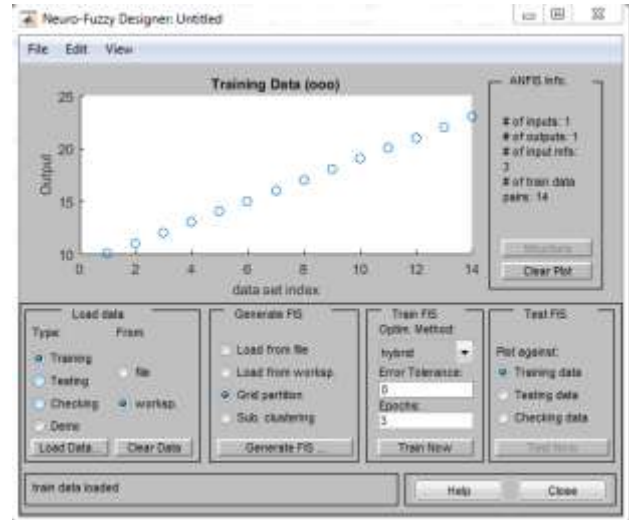 Neuro-Fuzzy Designer: Untitled
File Edit View
Training Data (ooo)
25
20
15
10
Output
0 2 4 6 8 10 12 14
data set index
ANFIS Info.
# of inputs: 1
# of outputs: 1
# of input mfs:
3
# of train data
pairs: 14
Structure
Clear Plot
Load data
Type: From:
Training
Testing
Checking
Demo
file
worksp.
Load Data... Clear Data
Generate FIS
Load from file
Load from worksp.
Grid partition
Sub. clustering
Generate FIS ...
Train FIS
Optim. Method:
hybrid
Error Tolerance:
0
Epochs:
3
Train Now
Test FIS
Plot against:
Training data
Testing data
Checking data
Test Now
train data loaded
Help Close